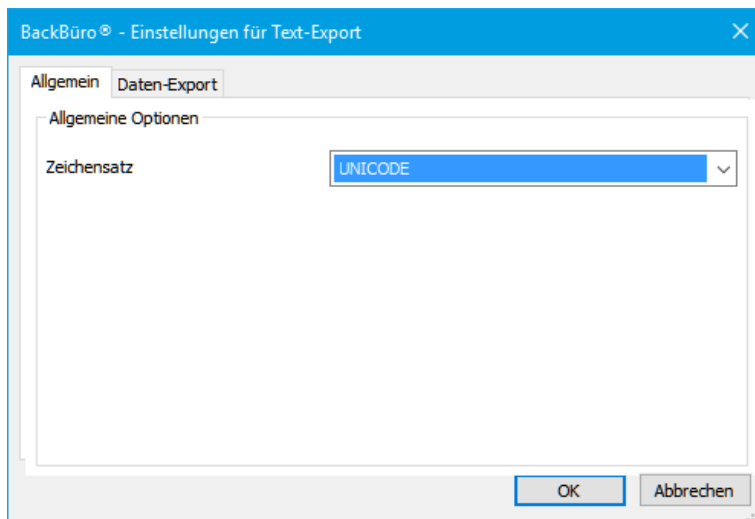 BackBüro® - Einstellungen für Text-Export
Allgemein Daten-Export
Allgemeine Optionen
Zeichensatz UNICODE
OK Abbrechen